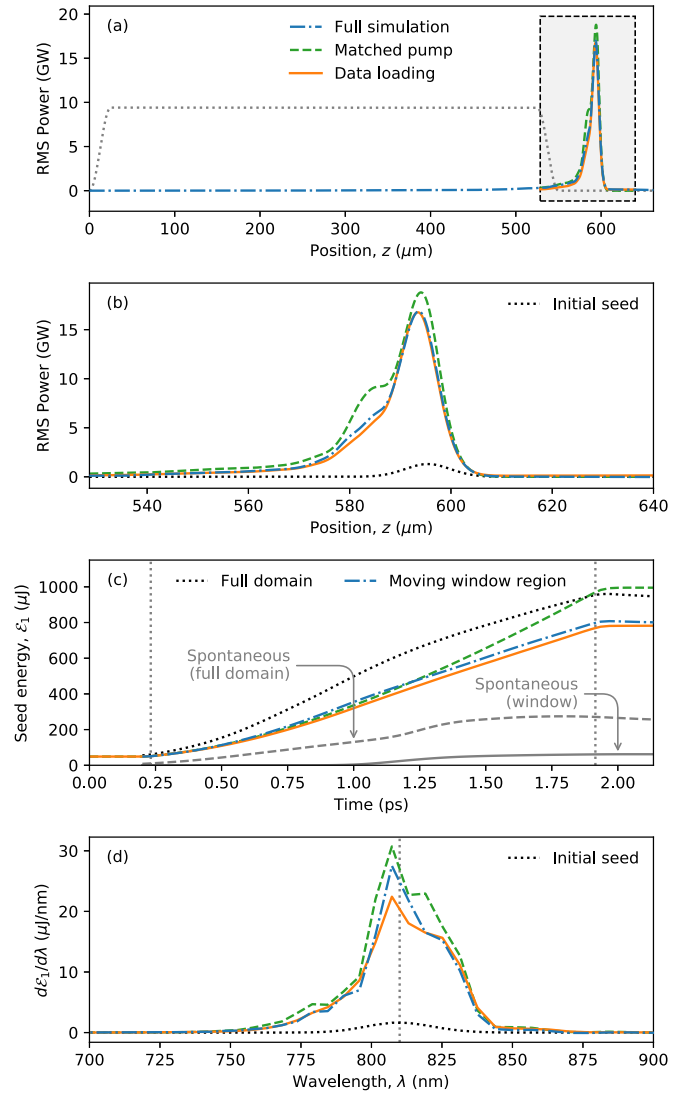 (a)
Full simulation
Matched pump
Data loading
RMS Power (GW)
20
15
10
5
0
0 100 200 300 400 500 600
Position, z (μm)
(b)
Initial seed
RMS Power (GW)
15
10
5
0
540 560 580 600 620 640
Position, z (μm)
(c)
Full domain
Moving window region
Seed energy, ℰ₁ (μJ)
1000
800
600
400
200
0
Spontaneous
(full domain)
Spontaneous
(window)
0.00 0.25 0.50 0.75 1.00 1.25 1.50 1.75 2.00
Time (ps)
(d)
Initial seed
dℰ₁/dλ (μJ/nm)
30
20
10
0
700 725 750 775 800 825 850 875 900
Wavelength, λ (nm)